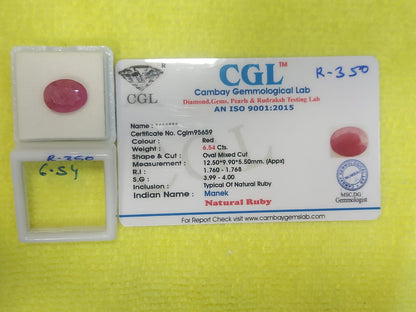 CGL™
R-350
Cambay Gemmological Lab
Diamond,Gems, Pearls & Rudraksh Testing Lab
AN ISO 9001:2015
®
CGL
********
Certificate No. Cglm95659
Colour : Red
Weight : 6.54 Cts.
Shape & Cut : Oval Mixed Cut
Measurement : 12.50*9.90*5.50mm. (Appx)
R.I : 1.760 - 1.768
S.G : 3.99 - 4.00
Inclusion : Typical Of Natural Ruby
Indian Name : Manek
Natural Ruby
MSC,DG
Gemmologist
For Report Check visit - www.cambaygemslab.com
R-350
6.54